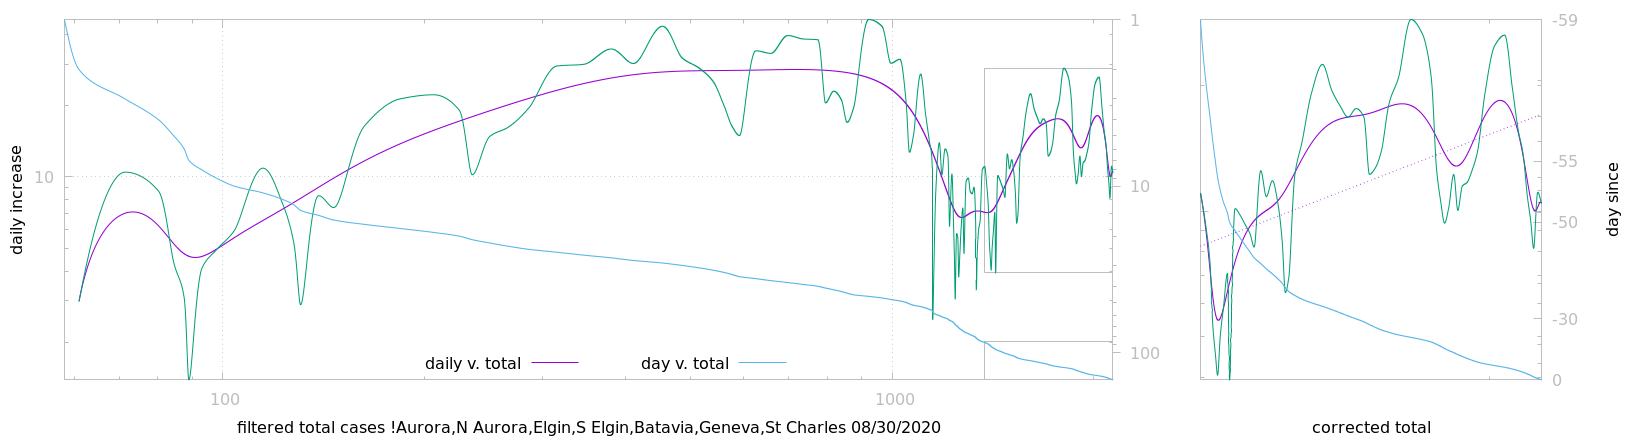 1
-59
daily increase
10
-55
10
-50
day since
-30
daily v. total
day v. total
100
0
100
1000
filtered total cases !Aurora,N Aurora,Elgin,S Elgin,Batavia,Geneva,St Charles 08/30/2020
corrected total